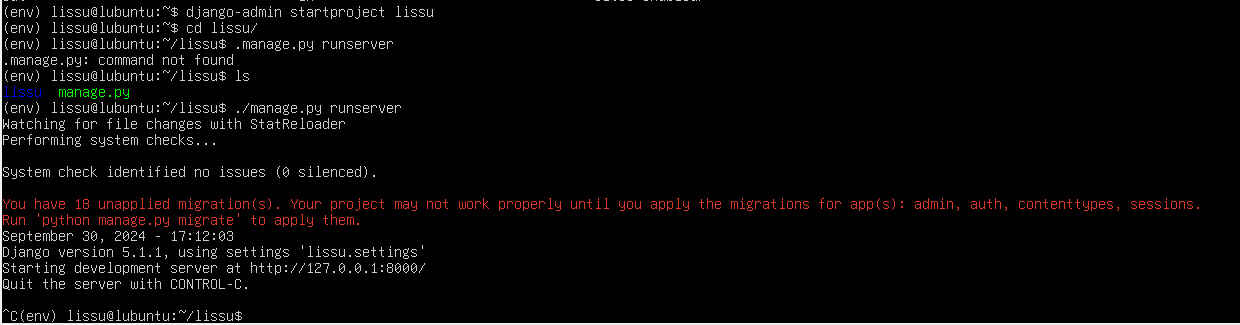 (env) lissu@lubuntu:~$ django-admin startproject lissu
(env) lissu@lubuntu:~$ cd lissu/
(env) lissu@lubuntu:~/lissu$ .manage.py runserver
.manage.py: command not found
(env) lissu@lubuntu:~/lissu$ ls
lissu  manage.py
(env) lissu@lubuntu:~/lissu$ ./manage.py runserver
Watching for file changes with StatReloader
Performing system checks...
System check identified no issues (0 silenced).
You have 18 unapplied migration(s). Your project may not work properly until you apply the migrations for app(s): admin, auth, contenttypes, sessions.
Run 'python manage.py migrate' to apply them.
September 30, 2024 - 17:12:03
Django version 5.1.1, using settings 'lissu.settings'
Starting development server at http://127.0.0.1:8000/
Quit the server with CONTROL-C.
^C(env) lissu@lubuntu:~/lissu$